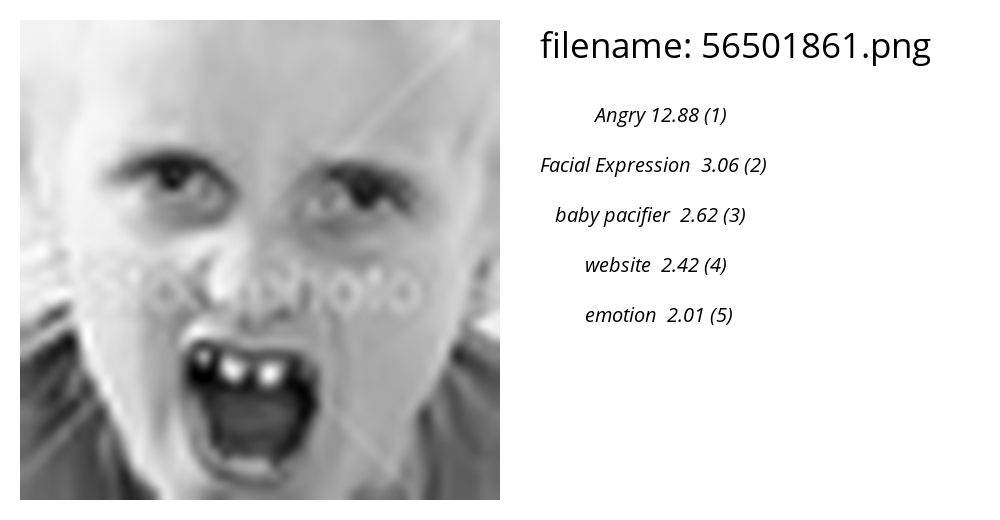 filename: 56501861.png
Angry 12.88 (1)
Facial Expression 3.06 (2)
baby pacifier 2.62 (3)
website 2.42 (4)
emotion 2.01 (5)
photo